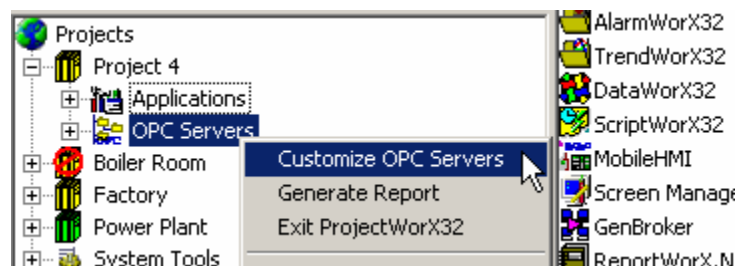 Projects
Project 4
Applications
OPC Servers
Boiler Room
Factory
Power Plant
System Tools
Customize OPC Servers
Generate Report
Exit ProjectWorX32
AlarmWorX32
TrendWorX32
DataWorX32
ScriptWorX32
MobileHMI
Screen Manage
GenBroker
ReportWorX.N